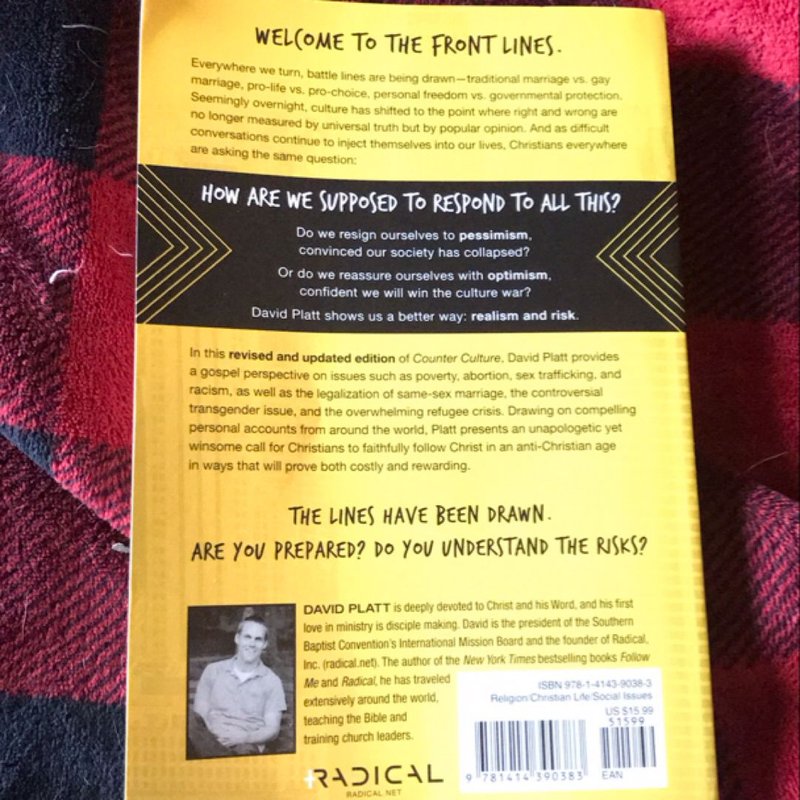 WELCOME TO THE FRONT LINES.
Everywhere we turn, battle lines are being drawn—traditional marriage vs. gay
marriage, pro-life vs. pro-choice, personal freedom vs. governmental protection.
Seemingly overnight, culture has shifted to the point where right and wrong are
no longer measured by universal truth but by popular opinion. And as difficult
conversations continue to inject themselves into our lives, Christians everywhere
are asking the same question:
HOW ARE WE SUPPOSED TO RESPOND TO ALL THIS?
Do we resign ourselves to pessimism,
convinced our society has collapsed?
Or do we reassure ourselves with optimism,
confident we will win the culture war?
David Platt shows us a better way: realism and risk.
In this revised and updated edition of Counter Culture, David Platt provides
a gospel perspective on issues such as poverty, abortion, sex trafficking, and
racism, as well as the legalization of same-sex marriage, the controversial
transgender issue, and the overwhelming refugee crisis. Drawing on compelling
personal accounts from around the world, Platt presents an unapologetic yet
winsome call for Christians to faithfully follow Christ in an anti-Christian age
in ways that will prove both costly and rewarding.
THE LINES HAVE BEEN DRAWN.
ARE YOU PREPARED? DO YOU UNDERSTAND THE RISKS?
DAVID PLATT is deeply devoted to Christ and his Word, and his first
love in ministry is disciple making. David is the president of the Southern
Baptist Convention's International Mission Board and the founder of Radical,
Inc. (radical.net). The author of the New York Times bestselling books Follow
Me and Radical, he has traveled
extensively around the world,
teaching the Bible and
training church leaders.
RADICAL
RADICAL.NET
ISBN 978-1-4143-9038-3
Religion/Christian Life/Social Issues
US $15.99
51599
9 781414 390383
EAN